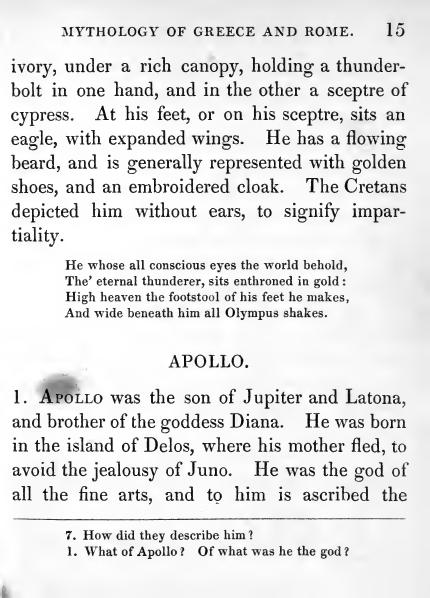 MYTHOLOGY OF GREECE AND ROME. 15
ivory, under a rich canopy, holding a thunder-
bolt in one hand, and in the other a sceptre of
cypress. At his feet, or on his sceptre, sits an
eagle, with expanded wings. He has a flowing
beard, and is generally represented with golden
shoes, and an embroidered cloak. The Cretans
depicted him without ears, to signify impar-
tiality.
He whose all conscious eyes the world behold,
The' eternal thunderer, sits enthroned in gold :
High heaven the footstool of his feet he makes,
And wide beneath him all Olympus shakes.
APOLLO.
1. APOLLO was the son of Jupiter and Latona,
and brother of the goddess Diana. He was born
in the island of Delos, where his mother fled, to
avoid the jealousy of Juno. He was the god of
all the fine arts, and to him is ascribed the
7. How did they describe him ?
1. What of Apollo ? Of what was he the god ?